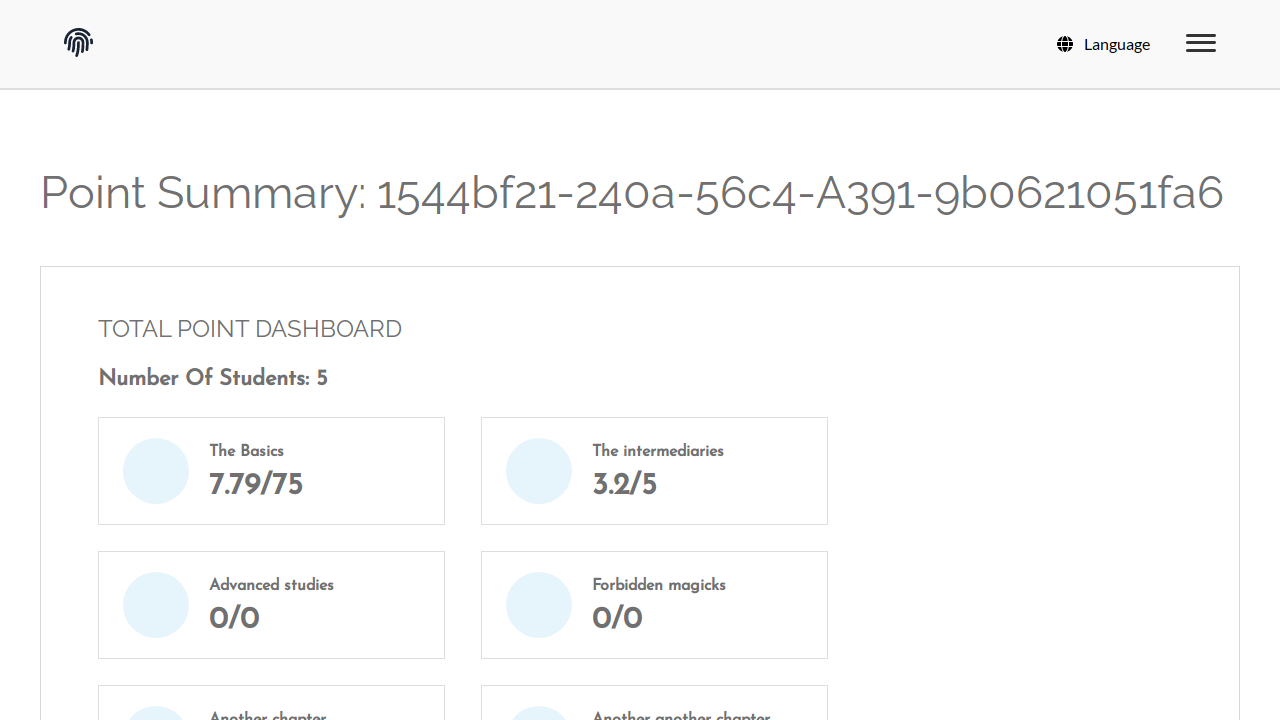 Language
Point Summary: 1544bf21-240a-56c4-A391-9b0621051fa6
TOTAL POINT DASHBOARD
Number Of Students: 5
The Basics
7.79/75
The intermediaries
3.2/5
Advanced studies
0/0
Forbidden magicks
0/0
Another chapter
Another another chapter